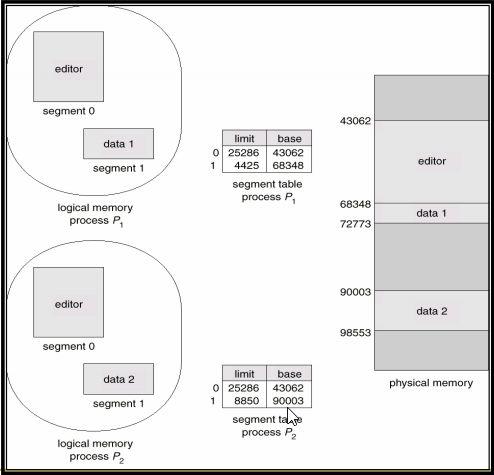 editor
segment 0
data 1
segment 1
logical memory
process P1
limit base
0 25286 43062
1 4425 68348
segment table
process P1
editor
segment 0
data 2
segment 1
logical memory
process P2
limit base
0 25286 43062
1 8850 90003
segment
process P2
43062
editor
68348
data 1
72773
90003
data 2
98553
physical memory